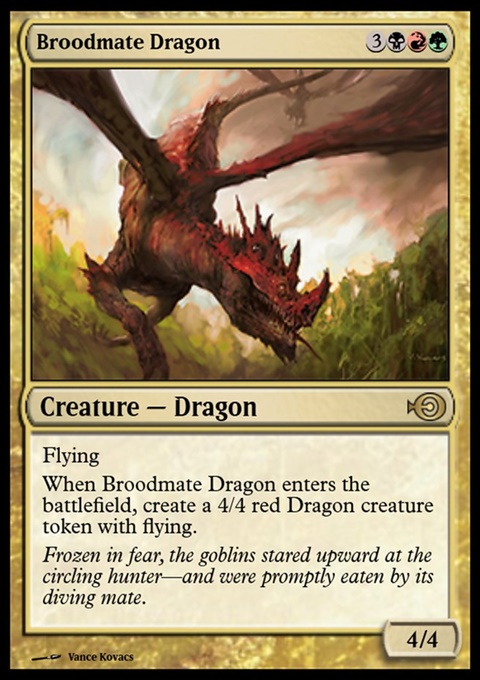 Broodmate Dragon 3
Creature — Dragon
Flying
When Broodmate Dragon enters the
battlefield, create a 4/4 red Dragon creature
token with flying.
Frozen in fear, the goblins stared upward at the
circling hunter—and were promptly eaten by its
diving mate.
4/4
Vance Kovacs